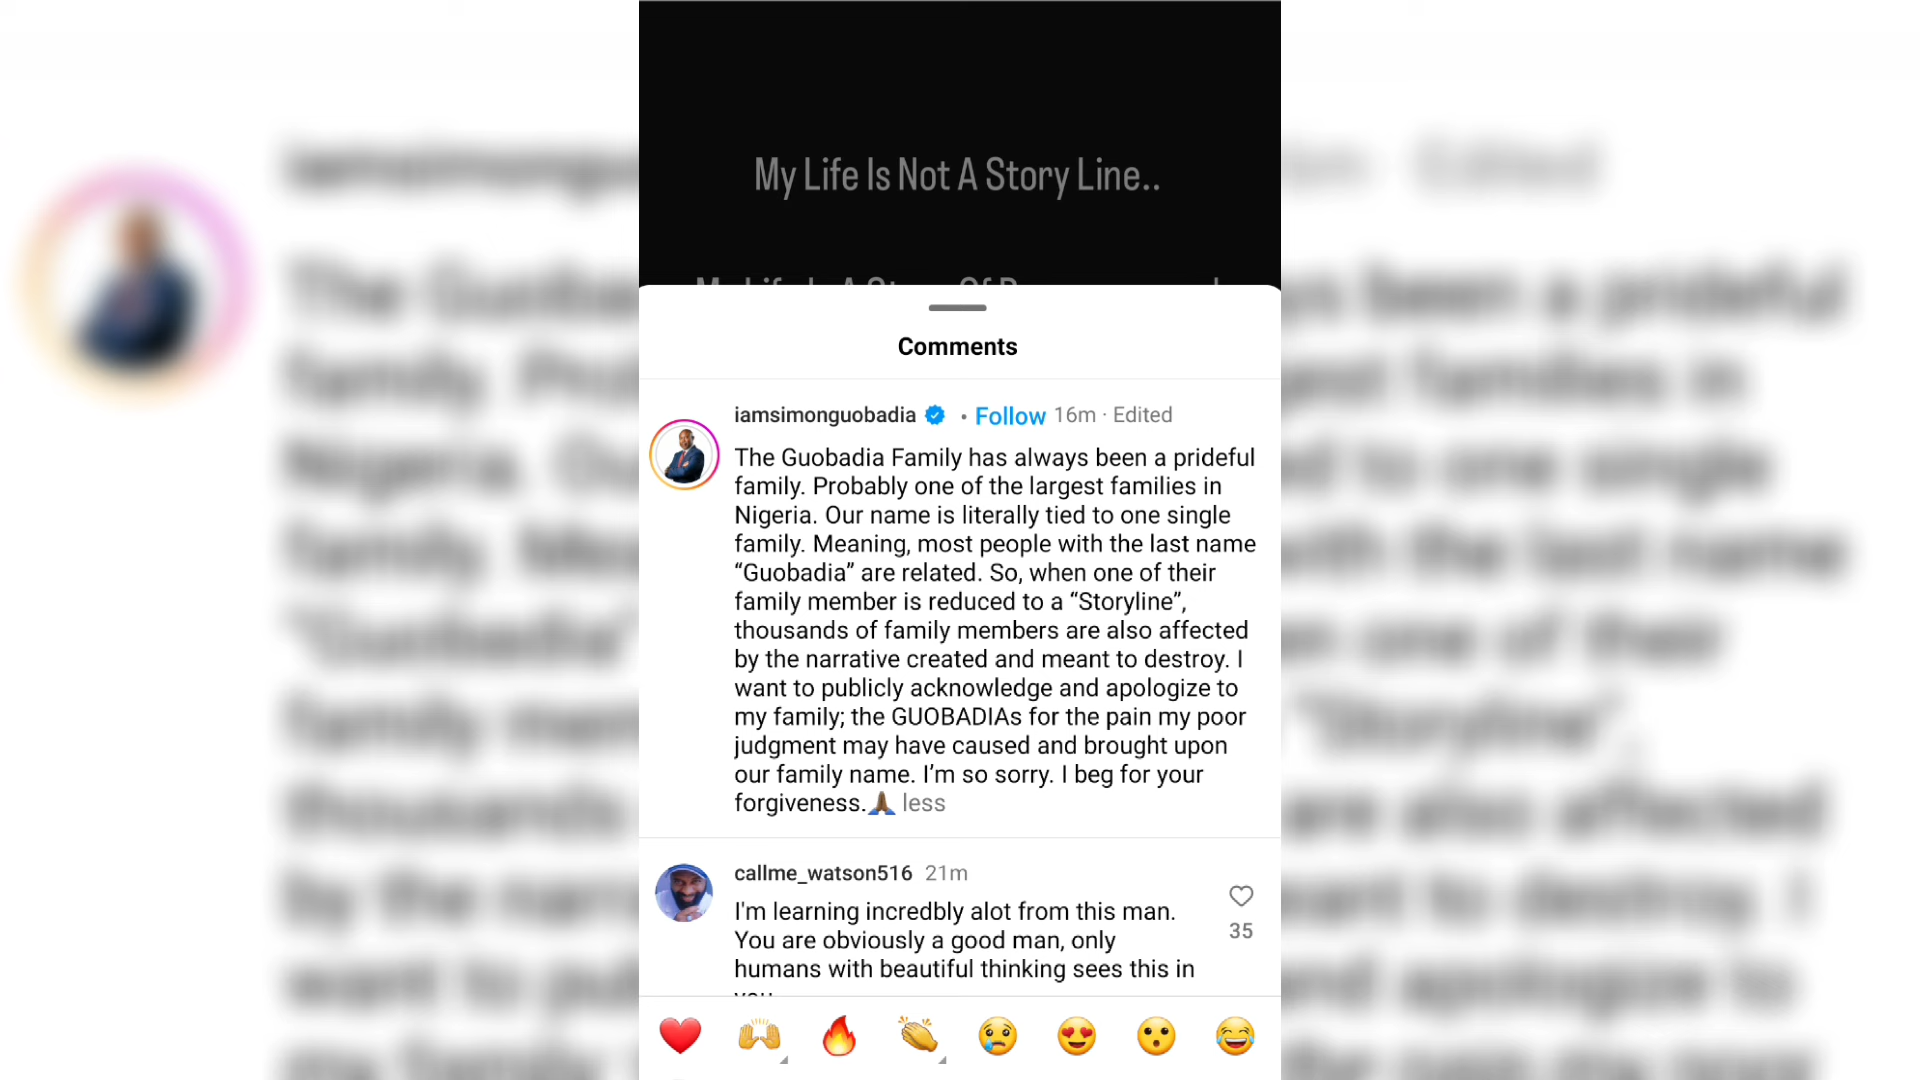 My Life Is Not A Story Line..
Comments
iamsimonguobadia • Follow 16m · Edited
The Guobadia Family has always been a prideful
family. Probably one of the largest families in
Nigeria. Our name is literally tied to one single
family. Meaning, most people with the last name
“Guobadia” are related. So, when one of their
family member is reduced to a “Storyline”,
thousands of family members are also affected
by the narrative created and meant to destroy. I
want to publicly acknowledge and apologize to
my family; the GUOBADIAs for the pain my poor
judgment may have caused and brought upon
our family name. I’m so sorry. I beg for your
forgiveness.🙏🏾 less
callme_watson516 21m
I'm learning incredbly alot from this man.
You are obviously a good man, only
humans with beautiful thinking sees this in
35